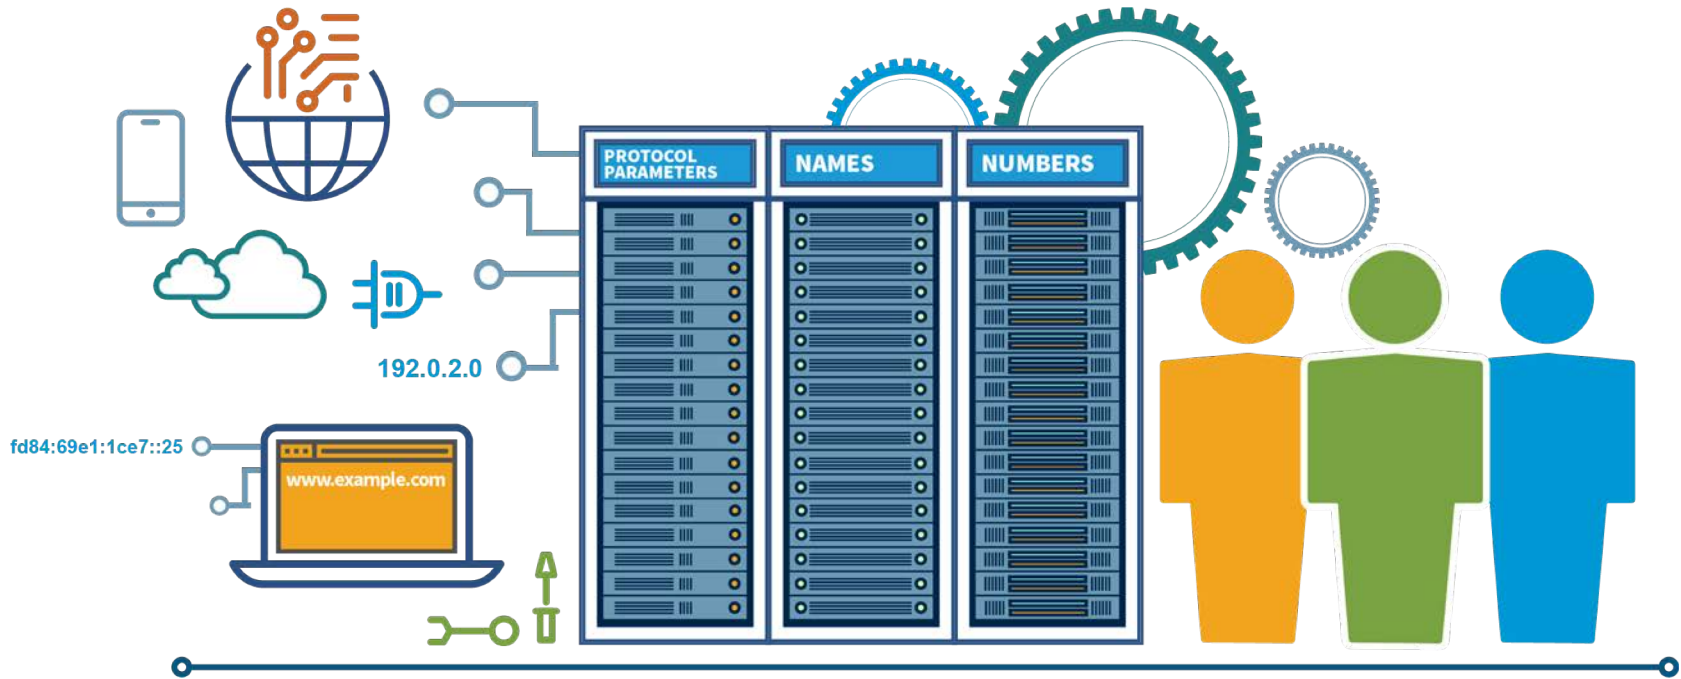 PROTOCOL
PARAMETERS
NAMES
NUMBERS
192.0.2.0
fd84:69e1:1ce7::25
www.example.com